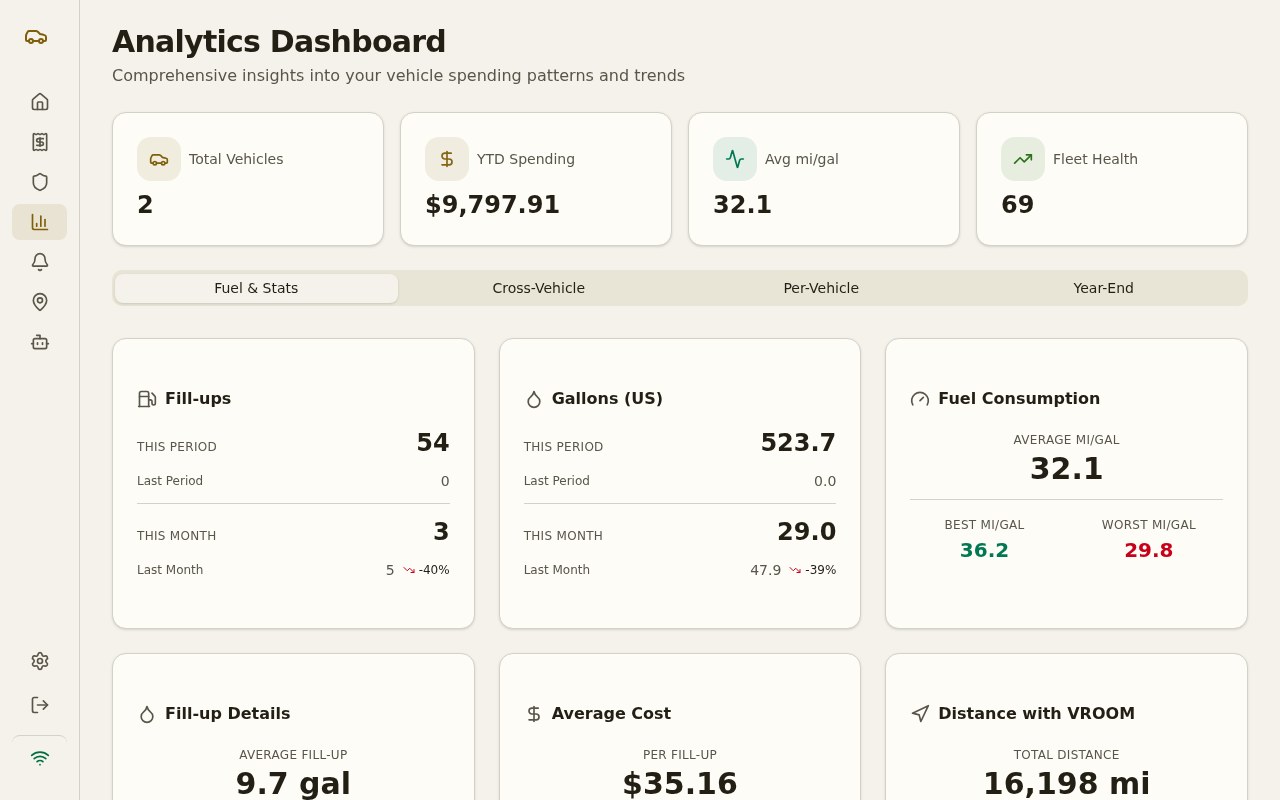 Analytics Dashboard
Comprehensive insights into your vehicle spending patterns and trends
Total Vehicles
2
YTD Spending
$9,797.91
Avg mi/gal
32.1
Fleet Health
69
Fuel & Stats
Cross-Vehicle
Per-Vehicle
Year-End
Fill-ups
THIS PERIOD 54
Last Period 0
THIS MONTH 3
Last Month 5 -40%
Gallons (US)
THIS PERIOD 523.7
Last Period 0.0
THIS MONTH 29.0
Last Month 47.9 -39%
Fuel Consumption
AVERAGE MI/GAL
32.1
BEST MI/GAL
36.2
WORST MI/GAL
29.8
Fill-up Details
AVERAGE FILL-UP
9.7 gal
Average Cost
PER FILL-UP
$35.16
Distance with VROOM
TOTAL DISTANCE
16,198 mi